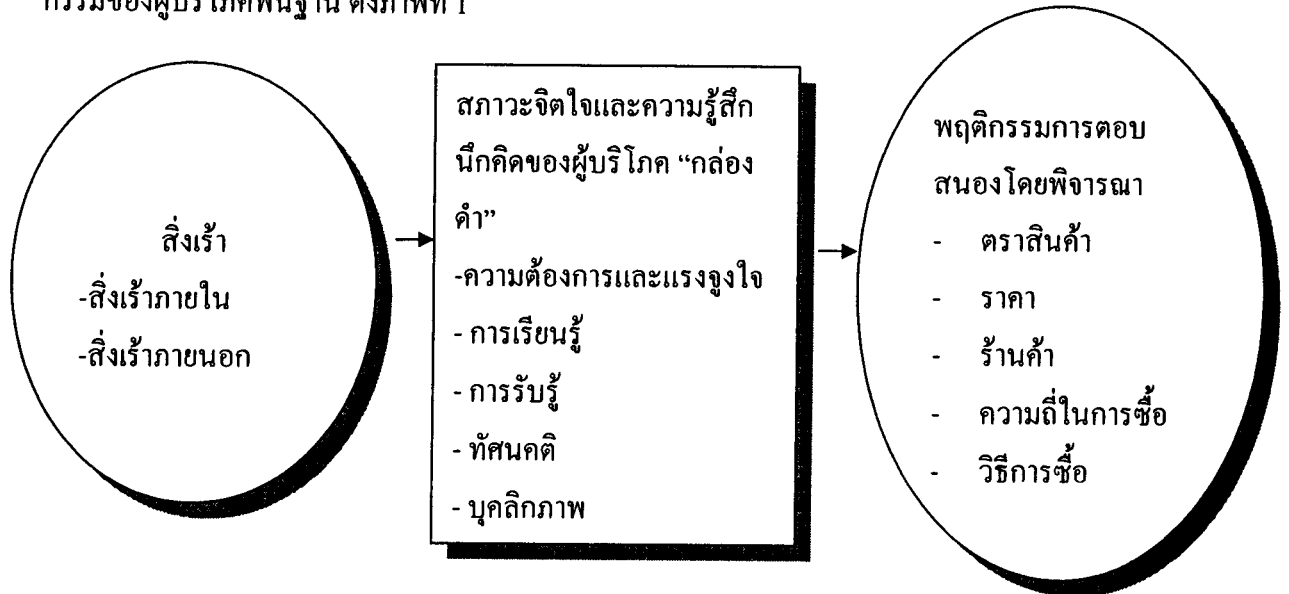 กรรมของผู้บริโภคพื้นฐาน ดังภาพที่ 1
สิ่งเร้า
-สิ่งเร้าภายใน
-สิ่งเร้าภายนอก
สภาวะจิตใจและความรู้สึก
นึกคิดของผู้บริโภค “กล่อง
คำ”
-ความต้องการและแรงจูงใจ
- การเรียนรู้
- การรับรู้
- ทัศนคติ
- บุคลิกภาพ
พฤติกรรมการตอบ
สนองโดยพิจารณา
- ตราสินค้า
- ราคา
- ร้านค้า
- ความถี่ในการซื้อ
- วิธีการซื้อ